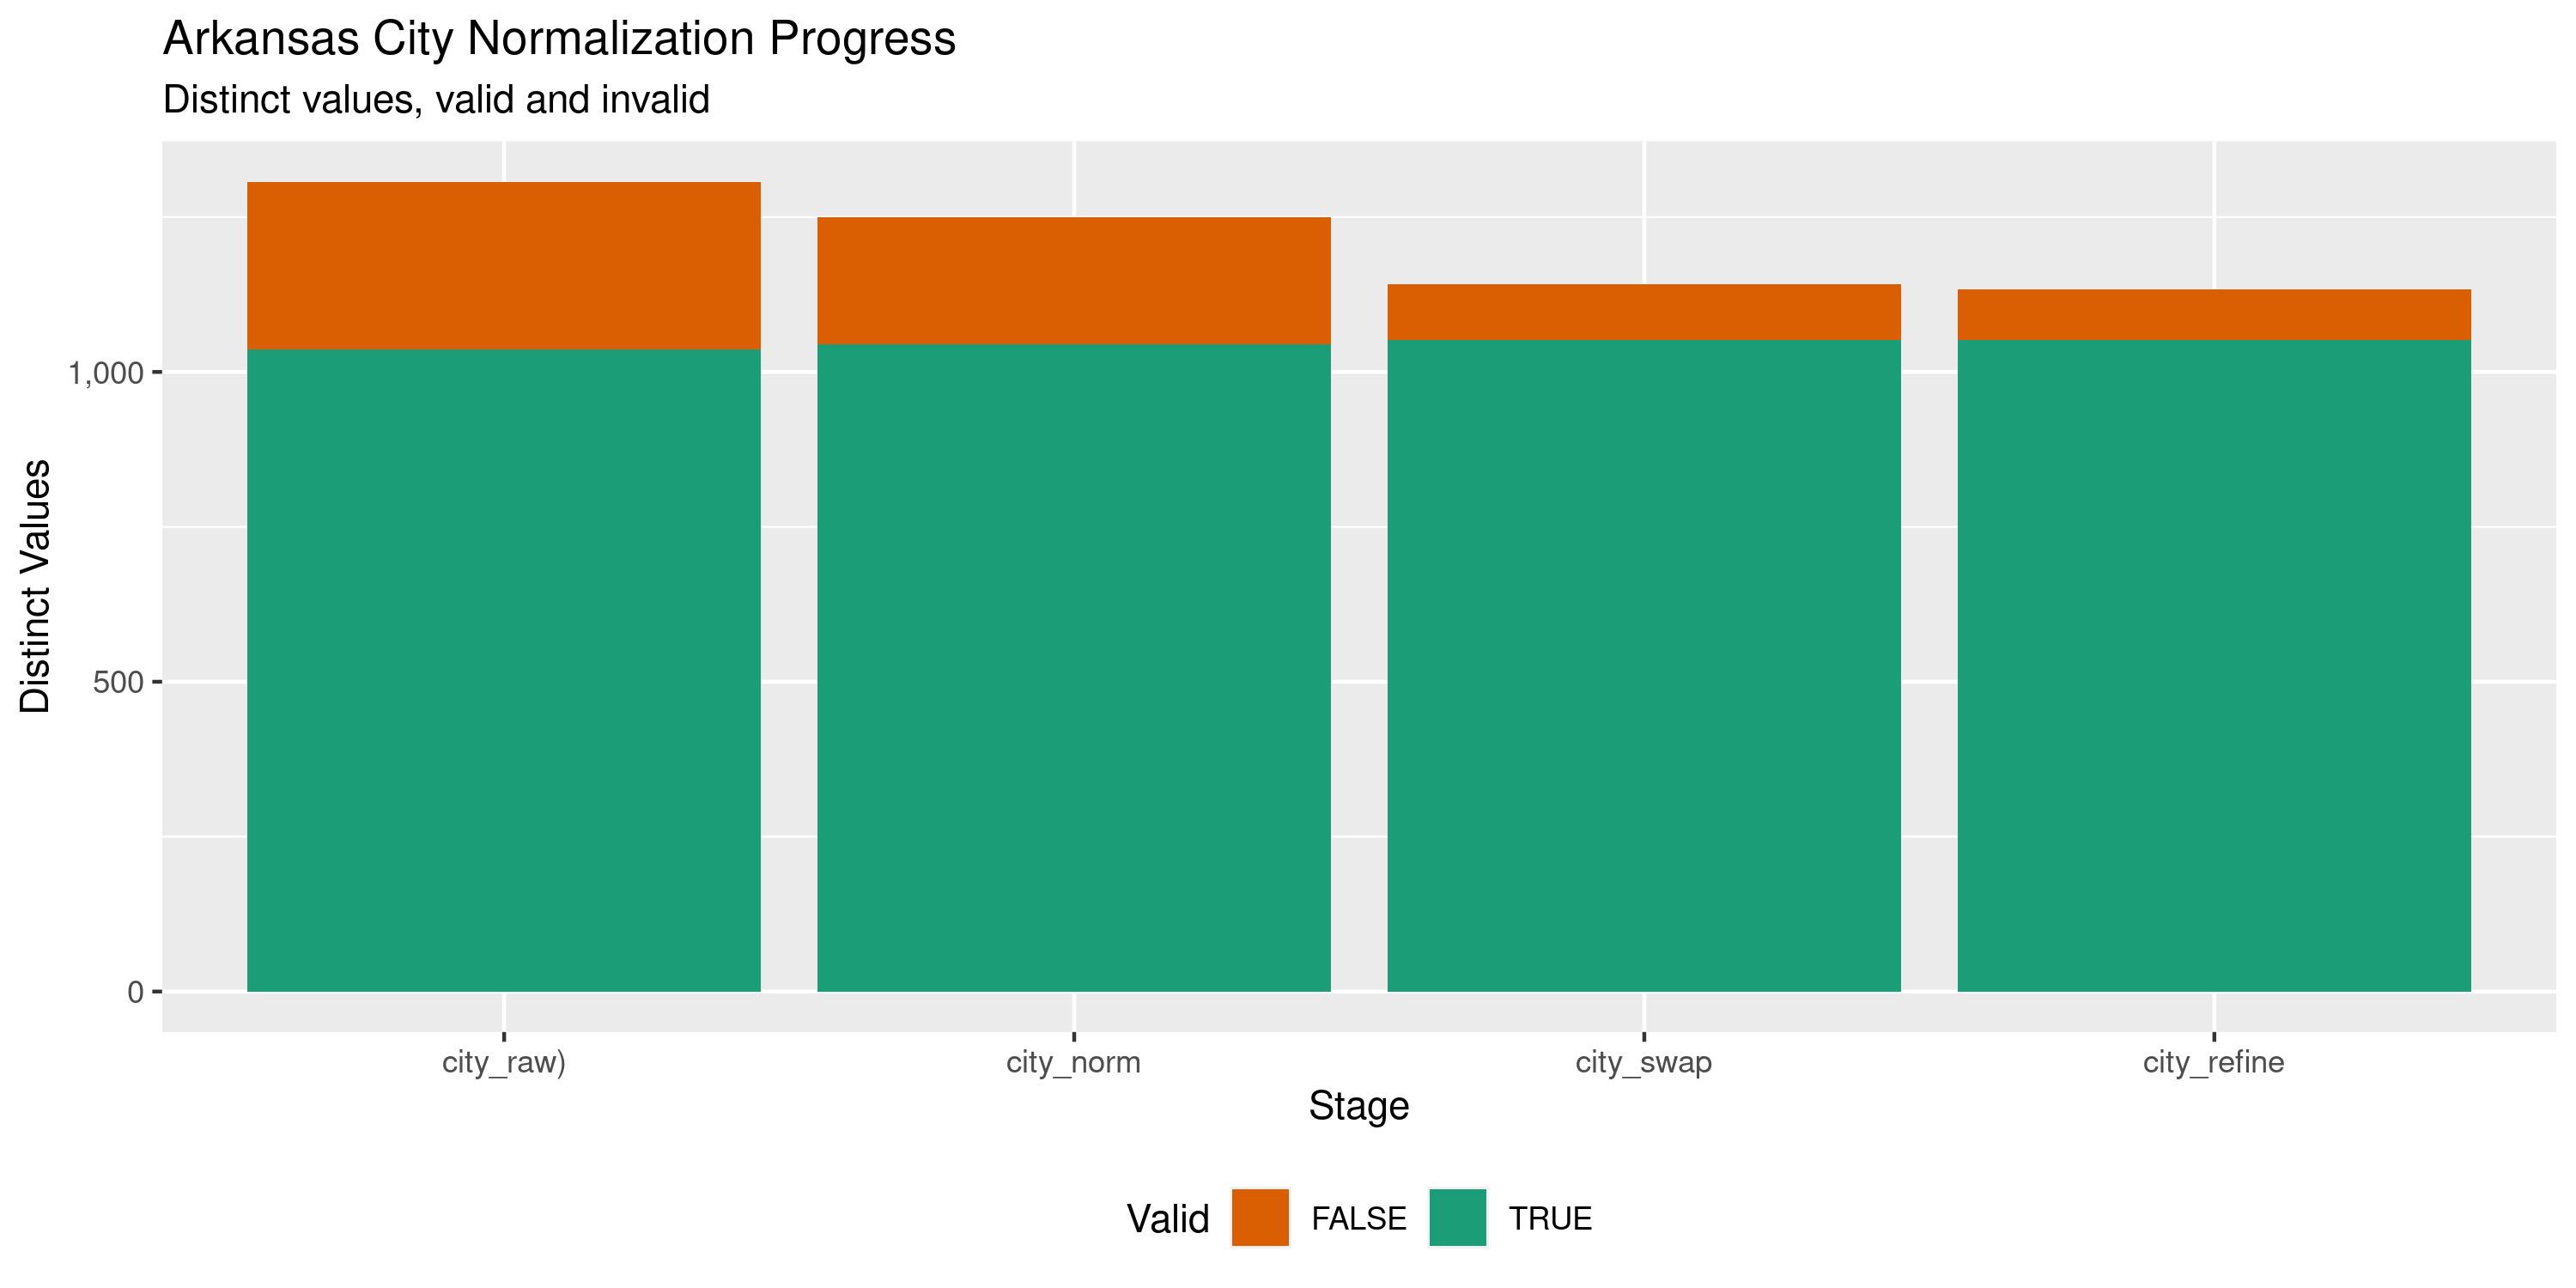 Arkansas City Normalization Progress
Distinct values, valid and invalid
Distinct Values
1,000
500
0
city_raw)
city_norm
city_swap
city_refine
Stage
Valid
FALSE
TRUE